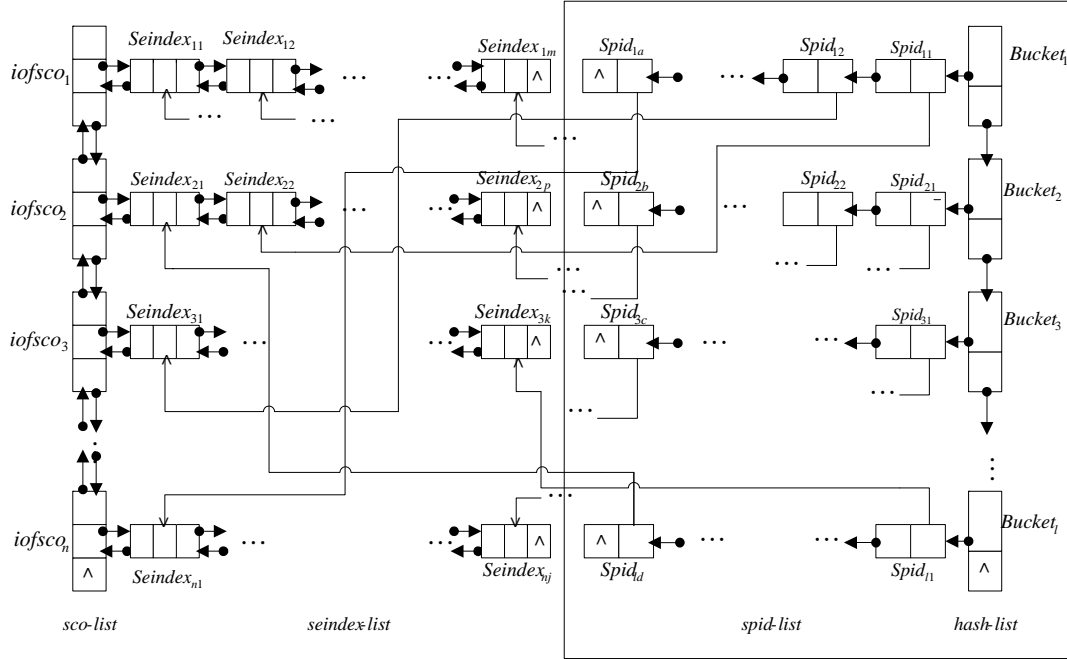 Seindex₁₁ Seindex₁₂ Seindex₁ₘ Spid₁ₐ Spid₁₂ Spid₁₁ Bucket₁
iofsco₁ ... ... ... ^ ^ ...
... ... ...
Seindex₂₁ Seindex₂₂ Seindex₂ₚ Spid₂b Spid₂₂ Spid₂₁ Bucket₂
iofsco₂ ... ... ... ^ ^ ... –
... ... ... ...
Seindex₃₁ Seindex₃ₖ Spid₃c Spid₃₁ Bucket₃
iofsco₃ ... ... ^ ^ ... ...
... ...
... ...
iofscoₙ ... ... ^ ^ ... ... Bucketₗ
Seindexₙ₁ Seindexₙⱼ Spidₗd Spidₗ₁
^ ^
sco-list seindex-list spid-list hash-list